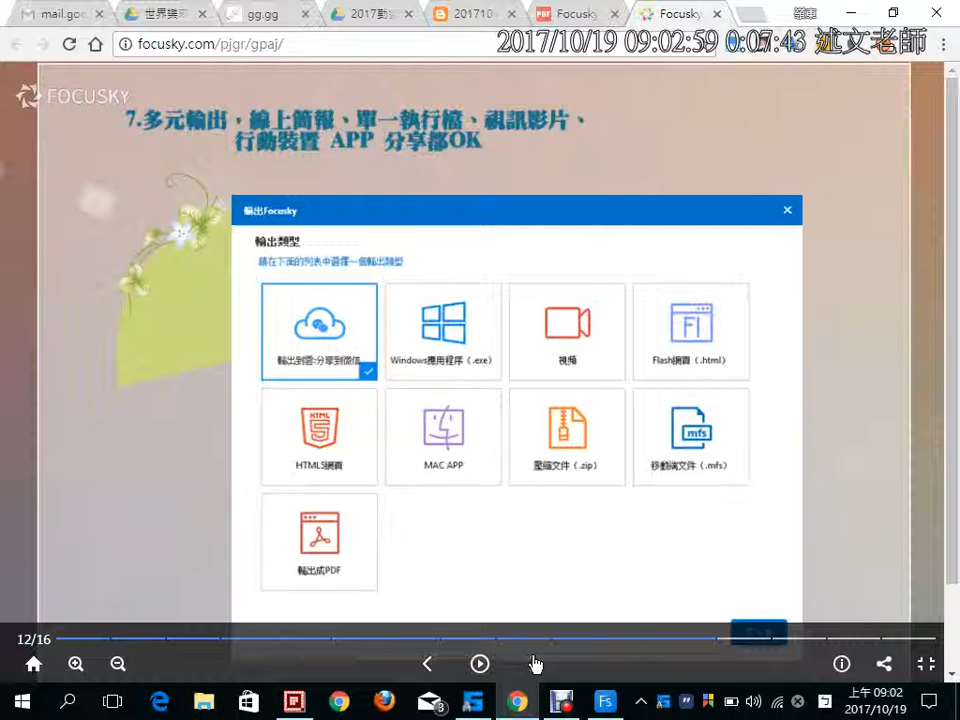 mail.goo
世界柒
gg.gg
2017勤
201710
Focusky
Focusky
focusky.com/pjgr/gpaj/
2017/10/19 09:02:59 0:07:43 述文老師
FOCUSKY
7.多元輸出，線上簡報、單一執行檔、視訊影片、
行動裝置 APP 分享都OK
輸出Focusky
輸出類型
請在下面的列表中選擇一個輸出類型
輸出到雲:分享到微信
Windows應用程序 (.exe)
視頻
Flash網頁 (.html)
HTML5網頁
MAC APP
壓縮文件 (.zip)
移動端文件 (.mfs)
輸出成PDF
12/16
上午 09:02
2017/10/19